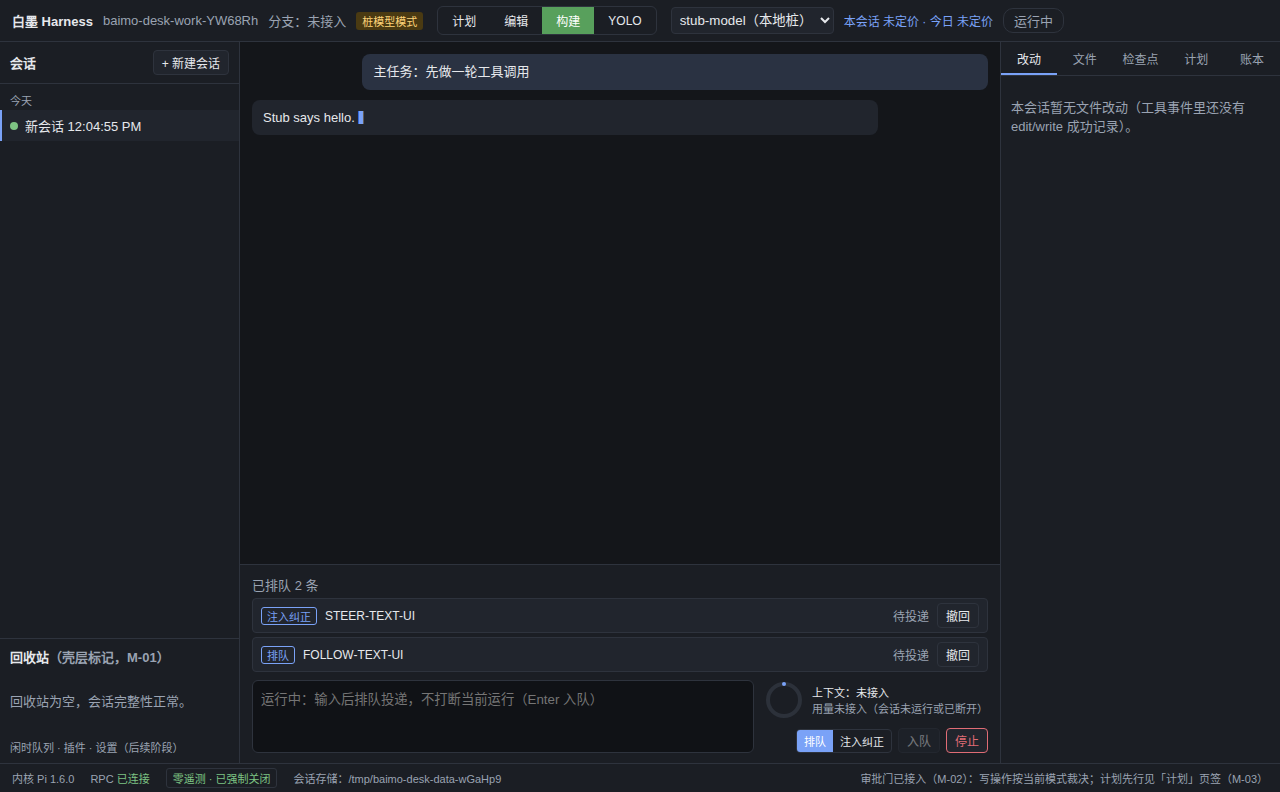 白墨 Harness baimo-desk-work-YW68Rh 分支：未接入 桩模型模式 计划 编辑 构建 YOLO stub-model（本地桩） 本会话 未定价 · 今日 未定价 运行中
会话 + 新建会话
今天
新会话 12:04:55 PM
回收站（壳层标记，M-01）
回收站为空，会话完整性正常。
闲时队列 · 插件 · 设置（后续阶段）
主任务：先做一轮工具调用
Stub says hello.
已排队 2 条
注入纠正 STEER-TEXT-UI 待投递 撤回
排队 FOLLOW-TEXT-UI 待投递 撤回
运行中：输入后排队投递，不打断当前运行（Enter 入队）
上下文：未接入
用量未接入（会话未运行或已断开）
排队 注入纠正 入队 停止
改动 文件 检查点 计划 账本
本会话暂无文件改动（工具事件里还没有
edit/write 成功记录）。
内核 Pi 1.6.0 RPC 已连接 零遥测 · 已强制关闭 会话存储：/tmp/baimo-desk-data-wGaHp9 审批门已接入（M-02）：写操作按当前模式裁决；计划先行见「计划」页签（M-03）